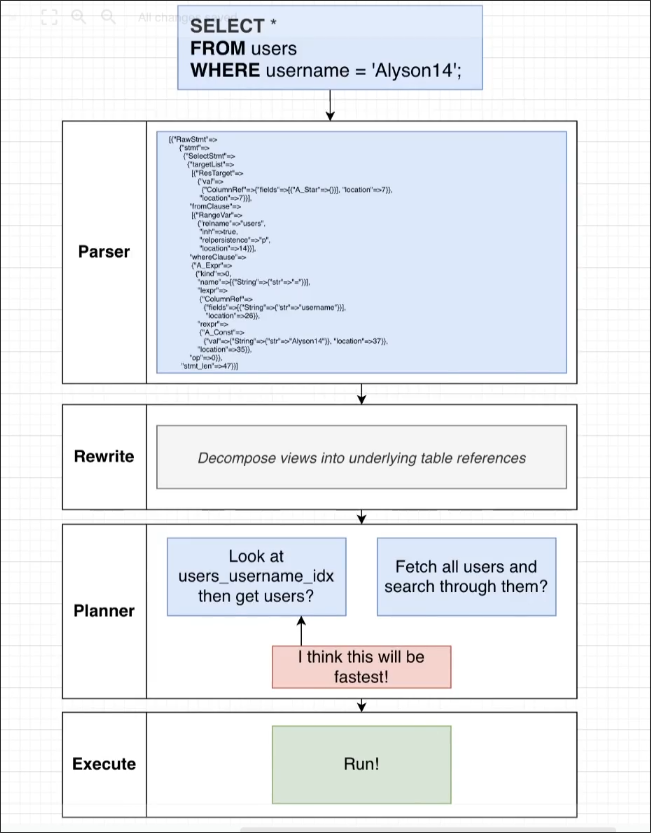 All chang
SELECT *
FROM users
WHERE username = 'Alyson14';
Parser
[{"RawStmt"=>
{"stmt"=>
{"SelectStmt"=>
{"targetList"=>
[{"ResTarget"=>
{"val"=>
{"ColumnRef"=>{"fields"=>[{"A_Star"=>{}}], "location"=>7}},
"location"=>7}}],
"fromClause"=>
[{"RangeVar"=>
{"relname"=>"users",
"inh"=>true,
"relpersistence"=>"p",
"location"=>14}}],
"whereClause"=>
{"A_Expr"=>
{"kind"=>0,
"name"=>[{"String"=>{"str"=>"="}}],
"lexpr"=>
{"ColumnRef"=>
{"fields"=>[{"String"=>{"str"=>"username"}}],
"location"=>26}},
"rexpr"=>
{"A_Const"=>
{"val"=>{"String"=>{"str"=>"Alyson14"}}, "location"=>37}},
"location"=>35}},
"op"=>0}},
"stmt_len"=>47}}]
Rewrite
Decompose views into underlying table references
Planner
Look at
users_username_idx
then get users?
Fetch all users and
search through them?
I think this will be
fastest!
Execute
Run!